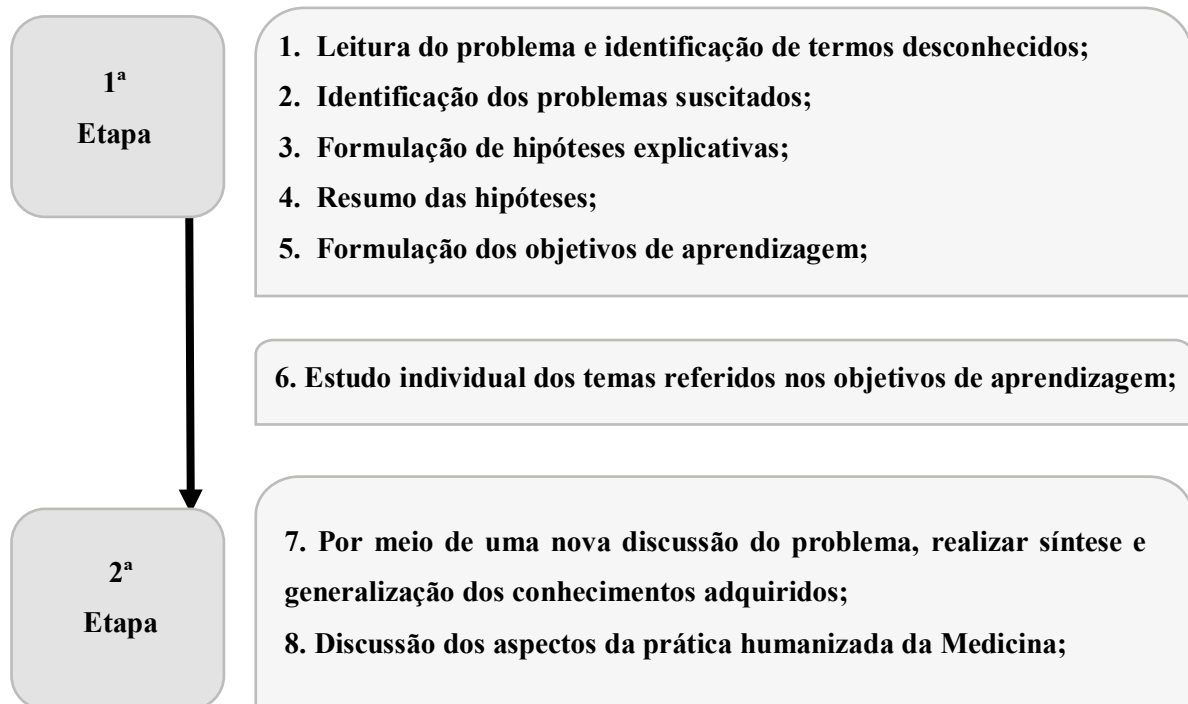 1ª
Etapa
1. Leitura do problema e identificação de termos desconhecidos;
2. Identificação dos problemas suscitados;
3. Formulação de hipóteses explicativas;
4. Resumo das hipóteses;
5. Formulação dos objetivos de aprendizagem;
6. Estudo individual dos temas referidos nos objetivos de aprendizagem;
2ª
Etapa
7. Por meio de uma nova discussão do problema, realizar síntese e
generalização dos conhecimentos adquiridos;
8. Discussão dos aspectos da prática humanizada da Medicina;